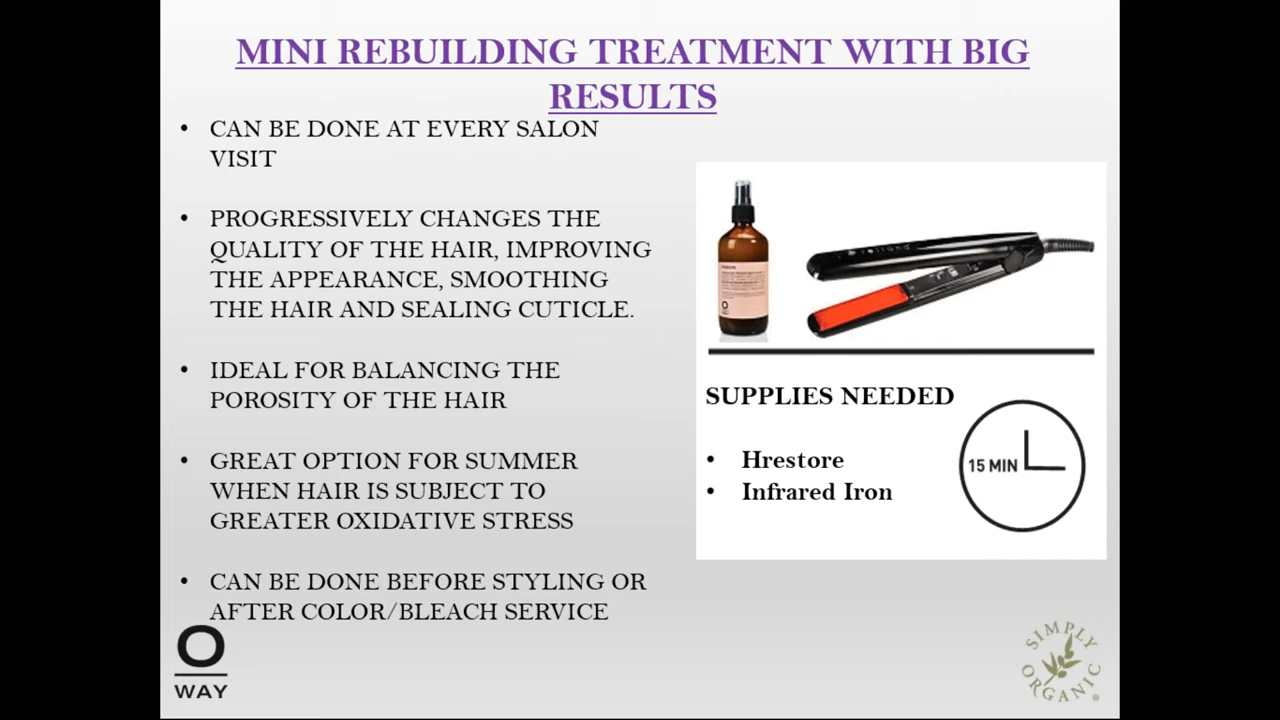 MINI REBUILDING TREATMENT WITH BIG
RESULTS
• CAN BE DONE AT EVERY SALON
VISIT
• PROGRESSIVELY CHANGES THE
QUALITY OF THE HAIR, IMPROVING
THE APPEARANCE, SMOOTHING
THE HAIR AND SEALING CUTICLE.
• IDEAL FOR BALANCING THE
POROSITY OF THE HAIR
• GREAT OPTION FOR SUMMER
WHEN HAIR IS SUBJECT TO
GREATER OXIDATIVE STRESS
• CAN BE DONE BEFORE STYLING OR
AFTER COLOR/BLEACH SERVICE
SUPPLIES NEEDED
• Hrestore
• Infrared Iron
15 MIN
O
WAY
SIMPLY
ORGANIC®